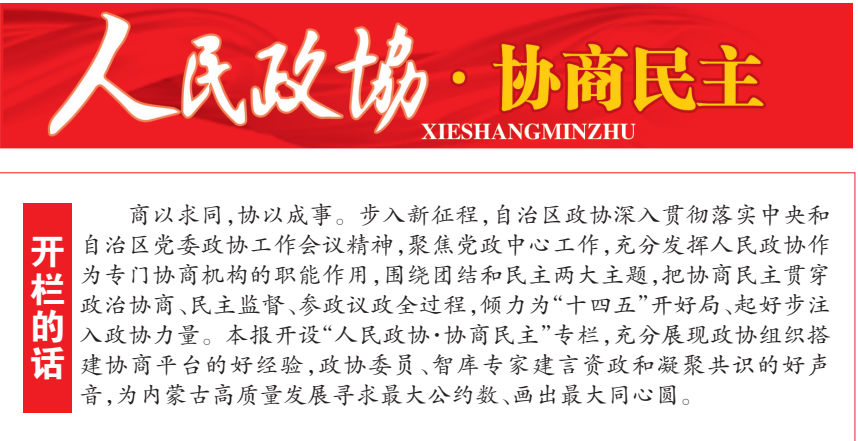 人民政协·协商民主
XIESHANGMINZHU
开栏的话
商以求同,协以成事。步入新征程,自治区政协深入贯彻落实中央和
自治区党委政协工作会议精神,聚焦党政中心工作,充分发挥人民政协作
为专门协商机构的职能作用,围绕团结和民主两大主题,把协商民主贯穿
政治协商、民主监督、参政议政全过程,倾力为“十四五”开好局、起好步注
入政协力量。本报开设“人民政协·协商民主”专栏,充分展现政协组织搭
建协商平台的好经验,政协委员、智库专家建言资政和凝聚共识的好声
音,为内蒙古高质量发展寻求最大公约数、画出最大同心圆。